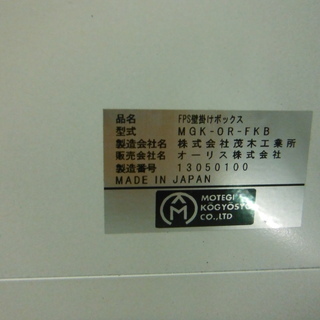 品名 FPS壁掛けボックス
型式 MGK-OR-FKB
製造会社名 株式会社茂木工業所
販売会社名 オーリス株式会社
製造番号 13050100
MADE IN JAPAN
MOTEGI
KOGYOSYO
CO.,LTD